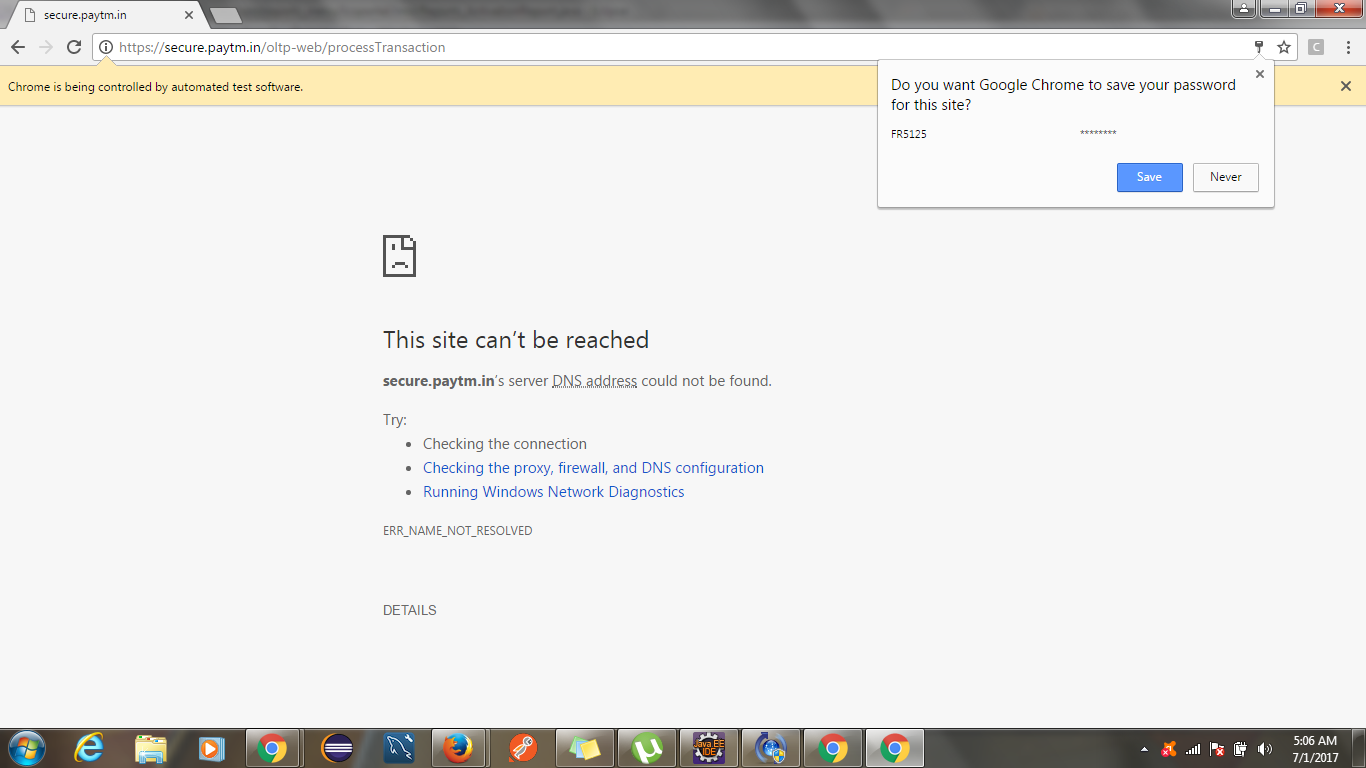 secure.paytm.in
https://secure.paytm.in/oltp-web/processTransaction
C
Chrome is being controlled by automated test software.
Do you want Google Chrome to save your password
for this site?
FR5125 ********
Save Never
This site can’t be reached
secure.paytm.in’s server DNS address could not be found.
Try:
• Checking the connection
• Checking the proxy, firewall, and DNS configuration
• Running Windows Network Diagnostics
ERR_NAME_NOT_RESOLVED
DETAILS
Java EE
IDE
5:06 AM
7/1/2017